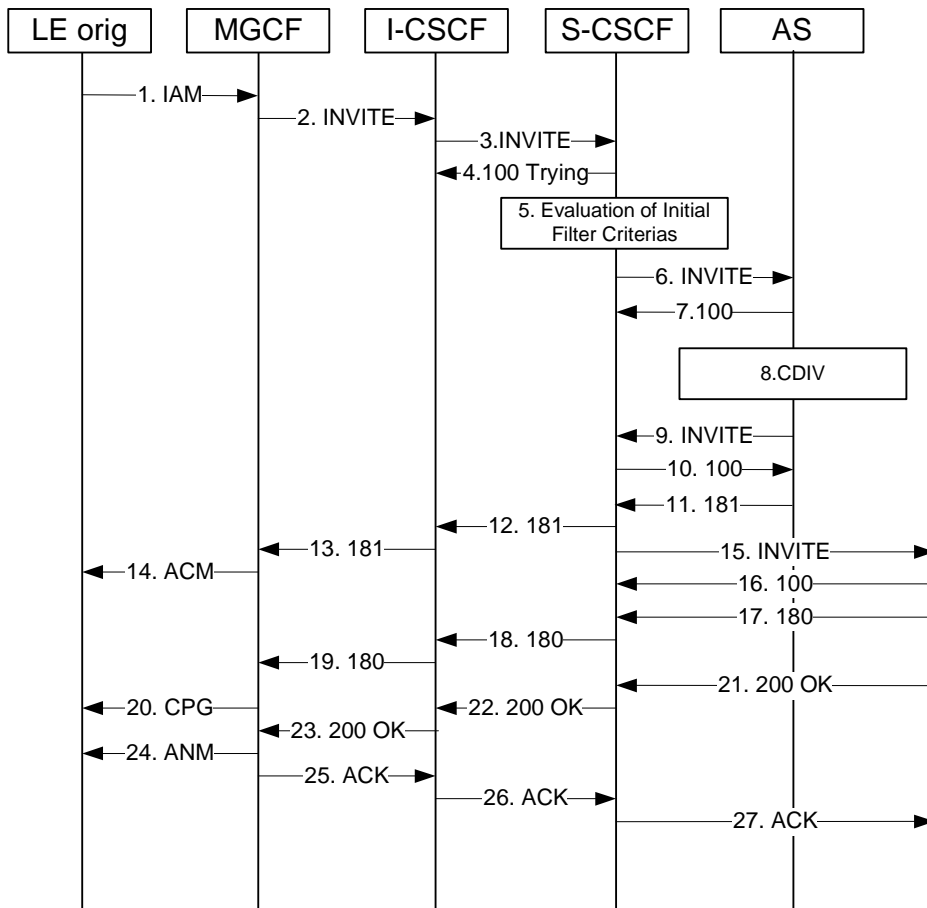 LE orig
MGCF
I-CSCF
S-CSCF
AS
1. IAM
2. INVITE
3.INVITE
4.100 Trying
5. Evaluation of Initial
Filter Criterias
6. INVITE
7.100
8.CDIV
9. INVITE
10. 100
11. 181
12. 181
13. 181
15. INVITE
14. ACM
16. 100
17. 180
18. 180
19. 180
21. 200 OK
20. CPG
22. 200 OK
23. 200 OK
24. ANM
25. ACK
26. ACK
27. ACK